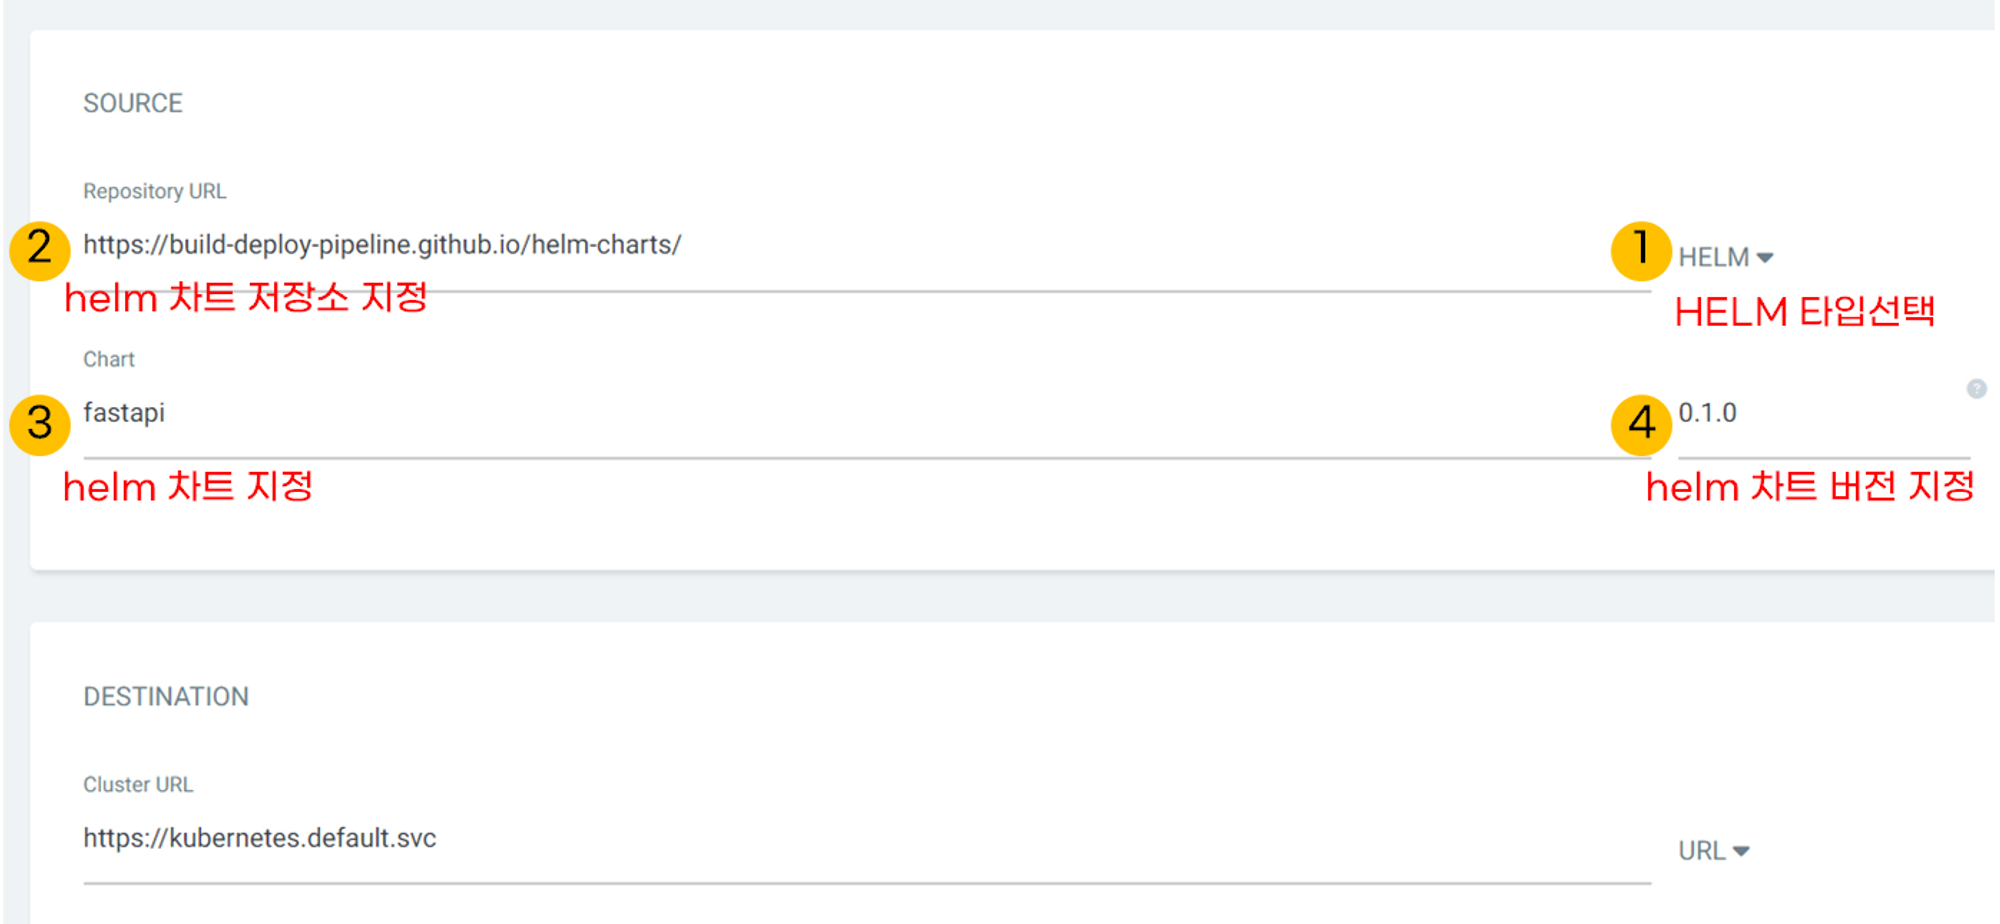 SOURCE
Repository URL
2 https://build-deploy-pipeline.github.io/helm-charts/
1 HELM
helm 차트 저장소 지정
HELM 타입선택
Chart
?
3 fastapi
4 0.1.0
helm 차트 지정
helm 차트 버전 지정
DESTINATION
Cluster URL
https://kubernetes.default.svc
URL